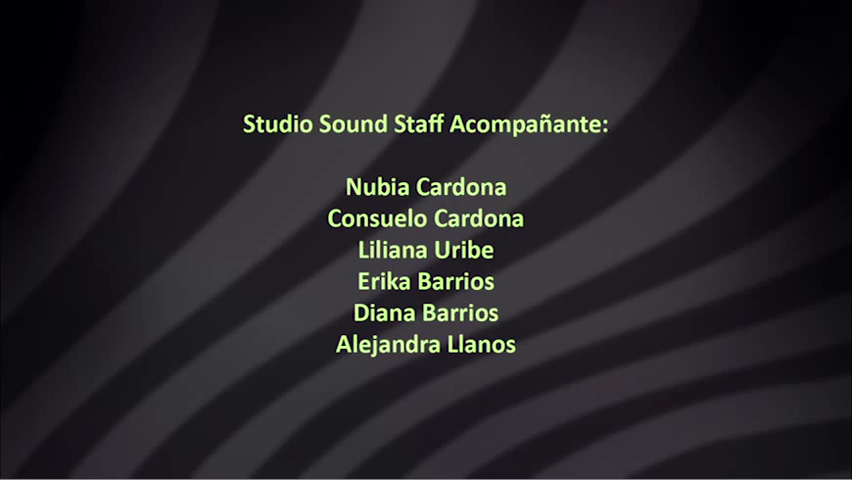 Studio Sound Staff Acompañante:
Nubia Cardona
Consuelo Cardona
Liliana Uribe
Erika Barrios
Diana Barrios
Alejandra Llanos